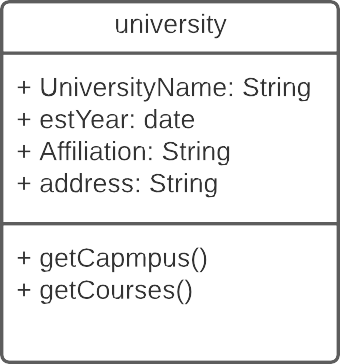 university
+ UniversityName: String
+ estYear: date
+ Affiliation: String
+ address: String
+ getCapmpus()
+ getCourses()